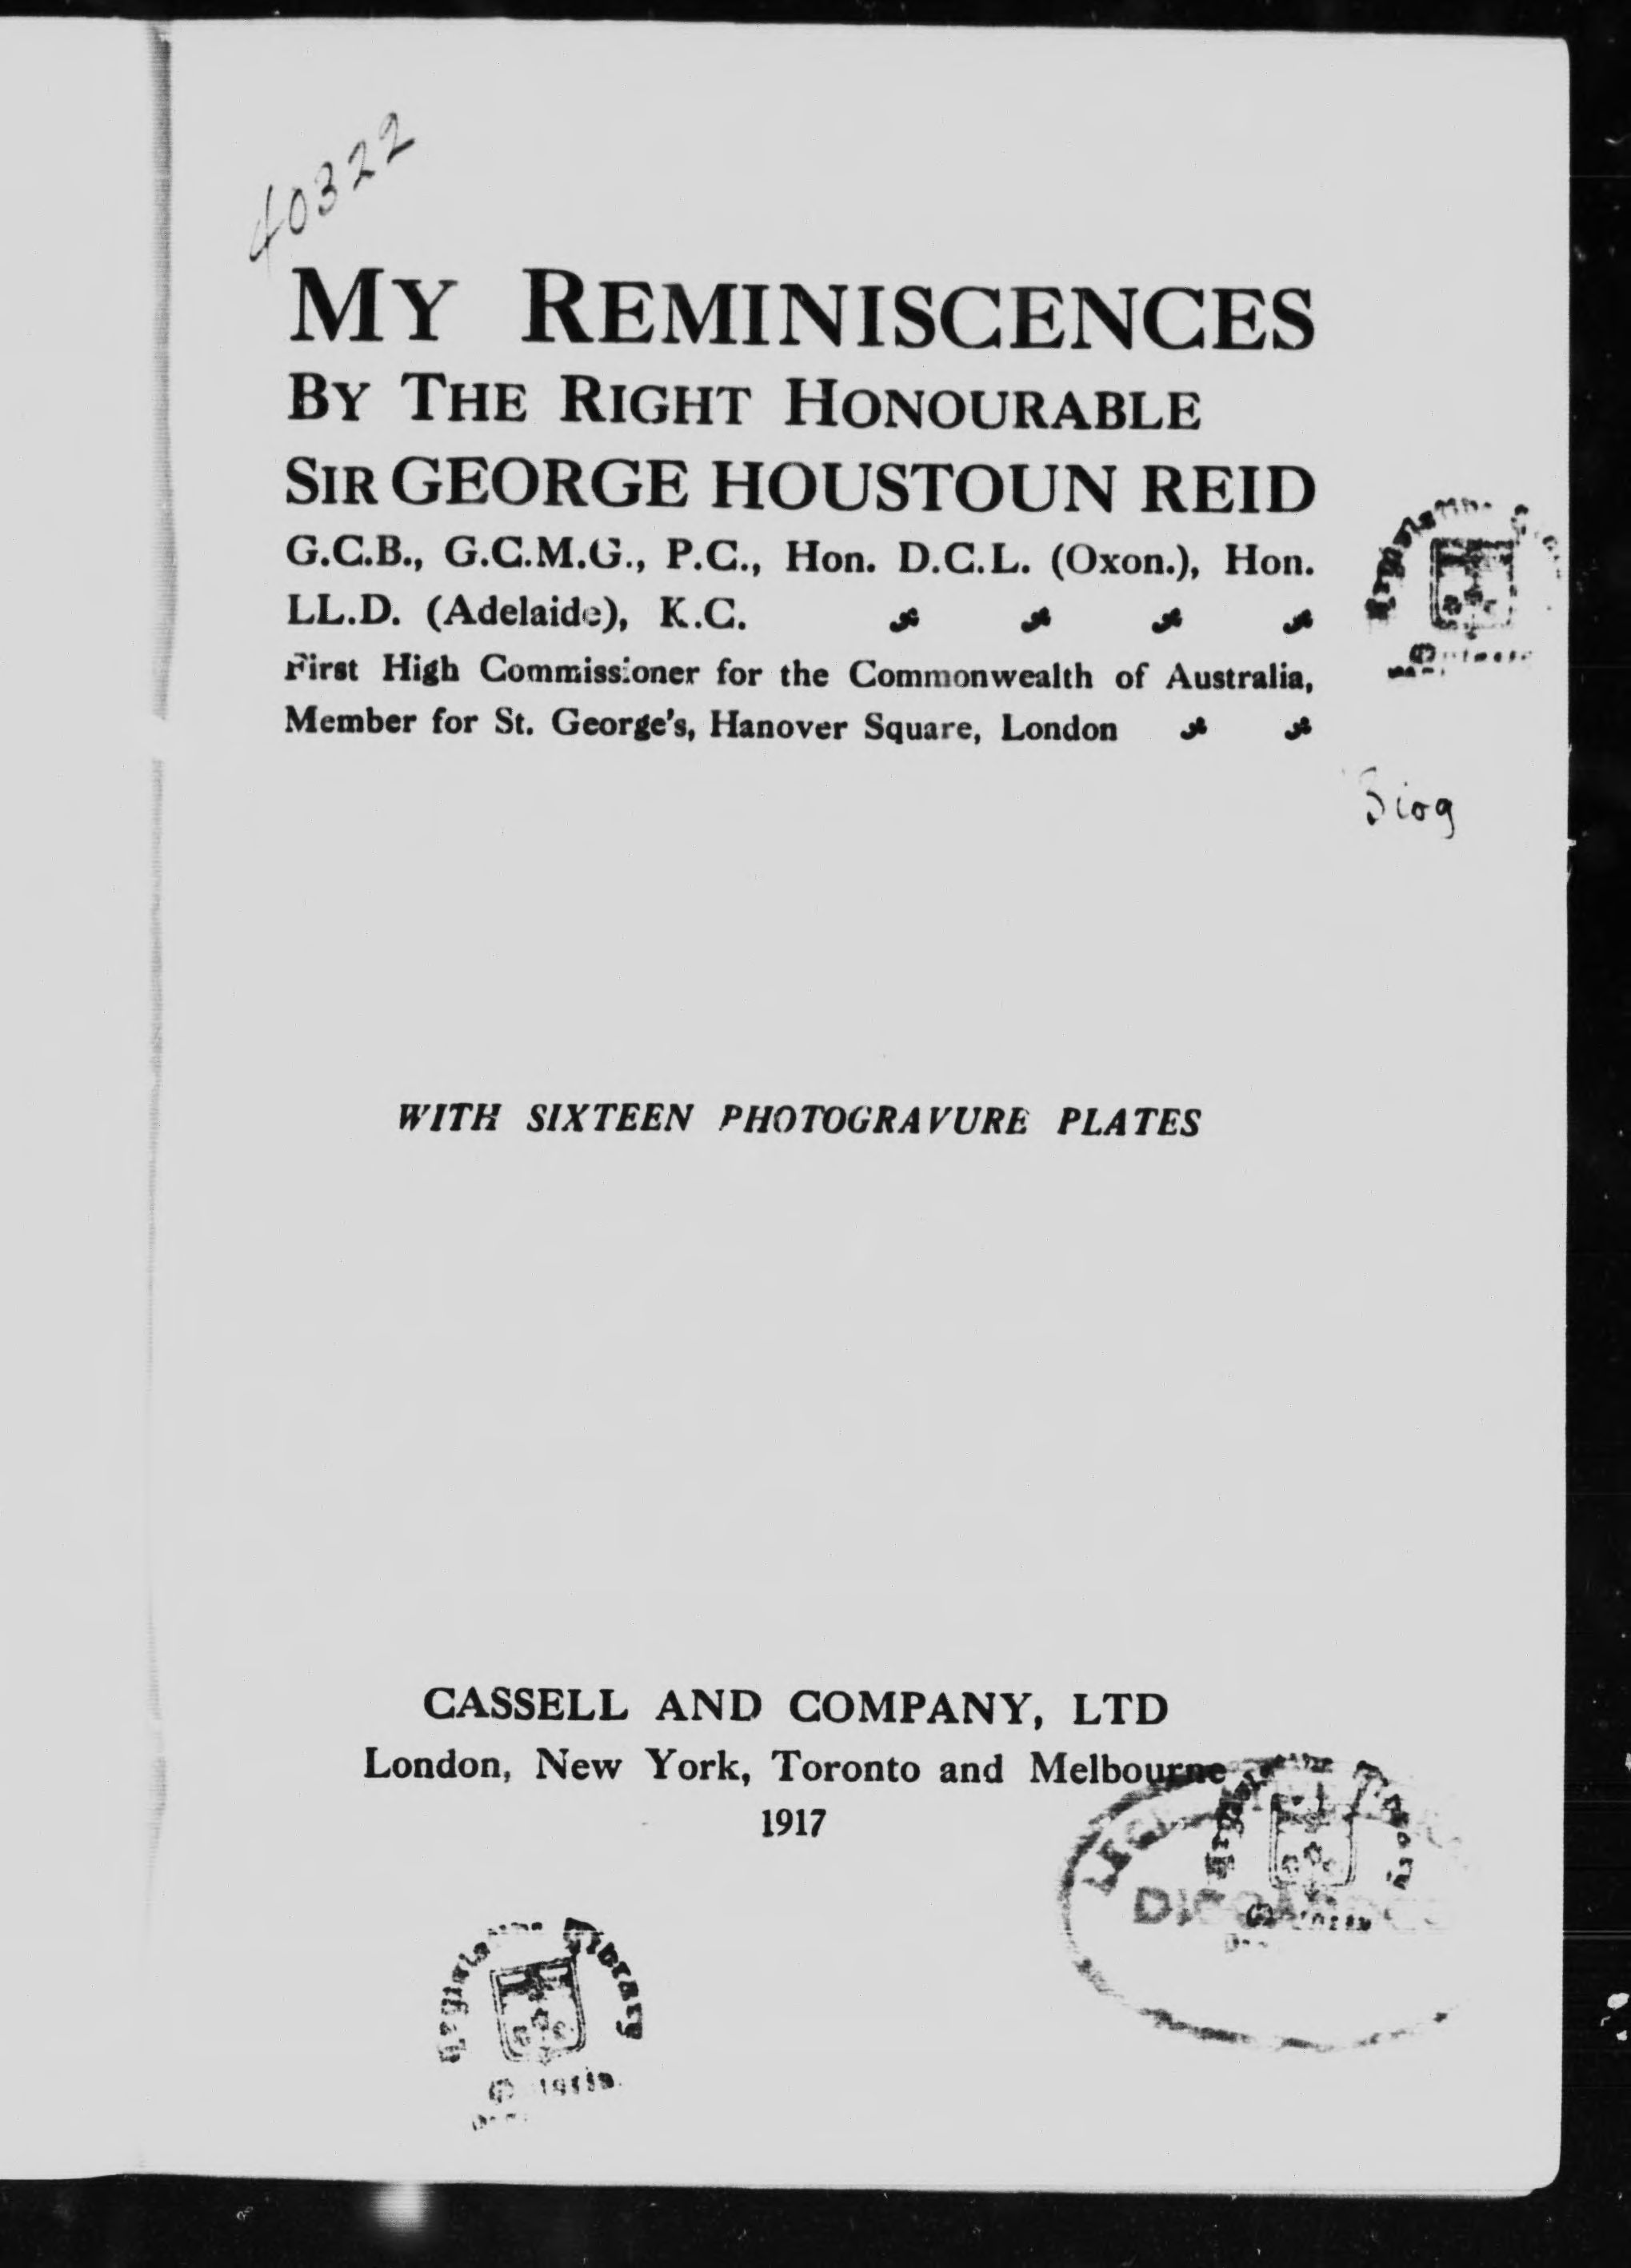 40322
MY REMINISCENCES
BY THE RIGHT HONOURABLE
SIR GEORGE HOUSTOUN REID
G.C.B., G.C.M.G., P.C., Hon. D.C.L. (Oxon.), Hon.
LL.D. (Adelaide), K.C.
First High Commissioner for the Commonwealth of Australia,
Member for St. George's, Hanover Square, London
Biog
WITH SIXTEEN PHOTOGRAVURE PLATES
CASSELL AND COMPANY, LTD
London, New York, Toronto and Melbourne
1917
Library